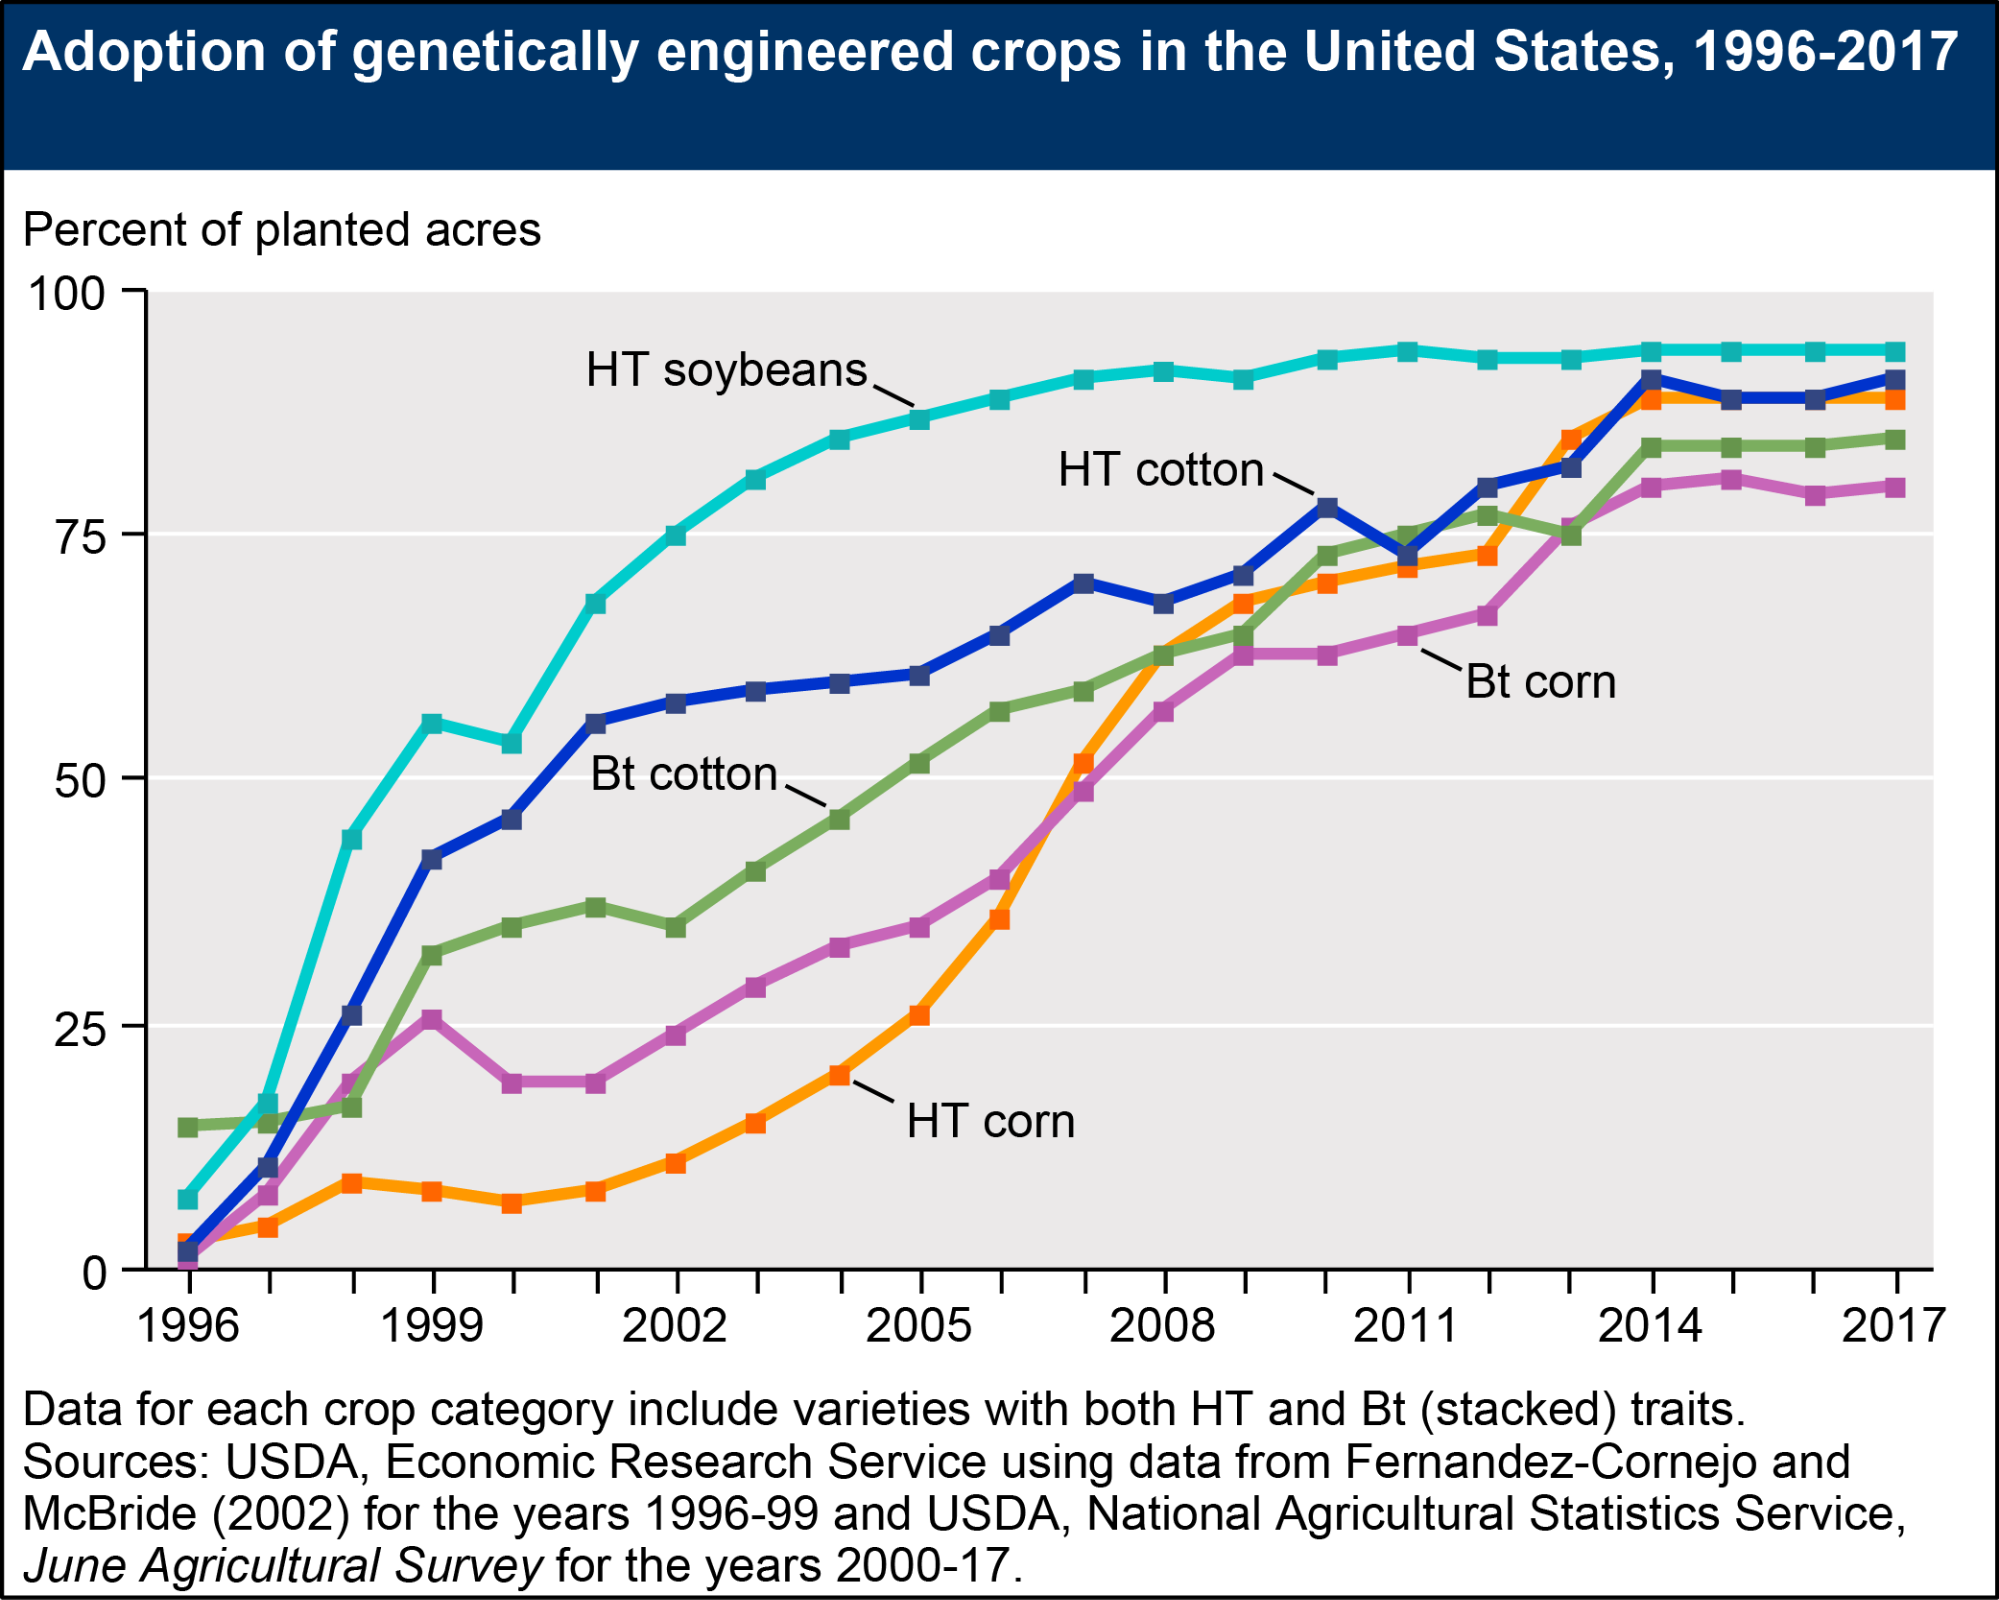 Adoption of genetically engineered crops in the United States, 1996-2017
Percent of planted acres
100
75
50
25
0
HT soybeans
HT cotton
Bt cotton
Bt corn
HT corn
1996 1999 2002 2005 2008 2011 2014 2017
Data for each crop category include varieties with both HT and Bt (stacked) traits.
Sources: USDA, Economic Research Service using data from Fernandez-Cornejo and
McBride (2002) for the years 1996-99 and USDA, National Agricultural Statistics Service,
June Agricultural Survey for the years 2000-17.